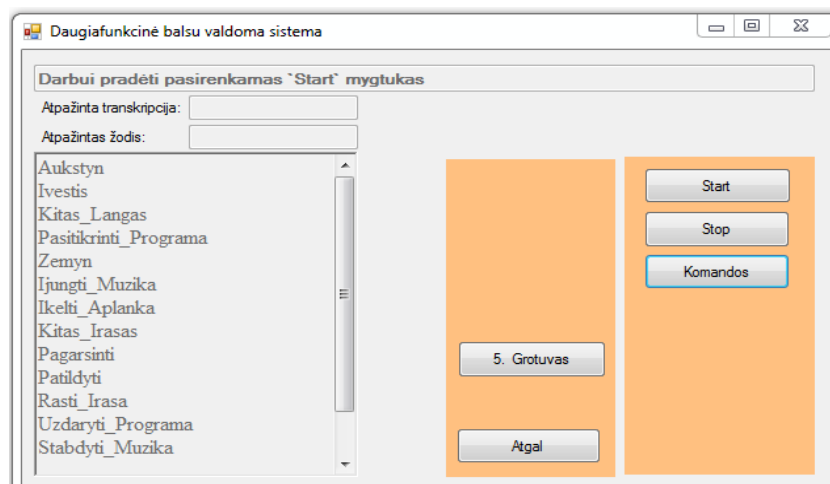 Daugiafunkcinė balsu valdoma sistema
Darbui pradėti pasirenkamas `Start` mygtukas
Atpažinta transkripcija:
Atpažintas žodis:
Aukstyn
Ivestis
Kitas_Langas
Pasitikrinti_Programa
Zemyn
Ijungti_Muzika
Ikelti_Aplanka
Kitas_Irasas
Pagarsinti
Patildyti
Rasti_Irasa
Uzdaryti_Programa
Stabdyti_Muzika
5. Grotuvas
Atgal
Start
Stop
Komandos